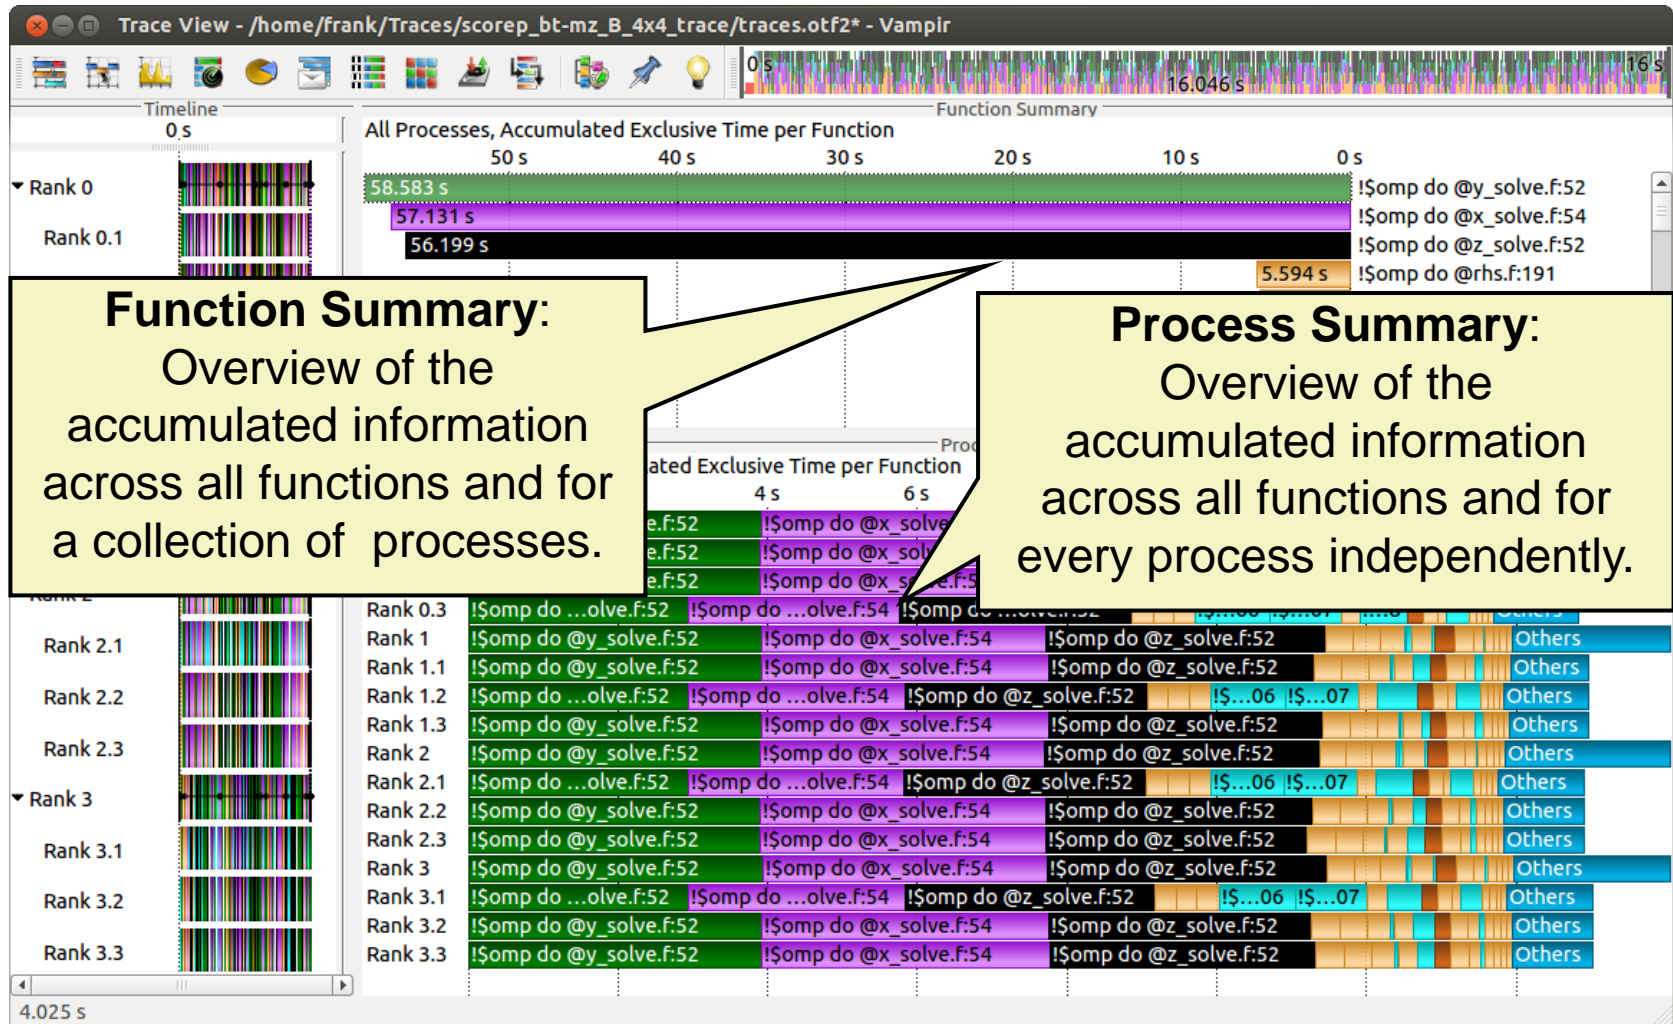 Trace View - /home/frank/Traces/scorep_bt-mz_B_4x4_trace/traces.otf2* - Vampir
0 s
16.046 s
16 s
Timeline
0 s
Rank 0
Rank 0.1
Rank 2.1
Rank 2.2
Rank 2.3
Rank 3
Rank 3.1
Rank 3.2
Rank 3.3
Function Summary
All Processes, Accumulated Exclusive Time per Function
50 s 40 s 30 s 20 s 10 s 0 s
58.583 s !$omp do @y_solve.f:52
57.131 s !$omp do @x_solve.f:54
56.199 s !$omp do @z_solve.f:52
5.594 s !$omp do @rhs.f:191
Function Summary:
Overview of the
accumulated information
across all functions and for
a collection of processes.
Process Summary:
Overview of the
accumulated information
across all functions and for
every process independently.
Proc
ated Exclusive Time per Function
4 s 6 s
e.f:52 !$omp do @x_solve
e.f:52 !$omp do @x_solv
e.f:52 !$omp do @x_s
Rank 0.3 !$omp do ...olve.f:52 !$omp do ...olve.f:54 !$omp do ...olve.f:52
Rank 1 !$omp do @y_solve.f:52 !$omp do @x_solve.f:54 !$omp do @z_solve.f:52 Others
Rank 1.1 !$omp do @y_solve.f:52 !$omp do @x_solve.f:54 !$omp do @z_solve.f:52 Others
Rank 1.2 !$omp do ...olve.f:52 !$omp do ...olve.f:54 !$omp do @z_solve.f:52 !$...06 !$...07 Others
Rank 1.3 !$omp do @y_solve.f:52 !$omp do @x_solve.f:54 !$omp do @z_solve.f:52 Others
Rank 2 !$omp do @y_solve.f:52 !$omp do @x_solve.f:54 !$omp do @z_solve.f:52 Others
Rank 2.1 !$omp do ...olve.f:52 !$omp do ...olve.f:54 !$omp do @z_solve.f:52 !$...06 !$...07 Others
Rank 2.2 !$omp do @y_solve.f:52 !$omp do @x_solve.f:54 !$omp do @z_solve.f:52 Others
Rank 2.3 !$omp do @y_solve.f:52 !$omp do @x_solve.f:54 !$omp do @z_solve.f:52 Others
Rank 3 !$omp do @y_solve.f:52 !$omp do @x_solve.f:54 !$omp do @z_solve.f:52 Others
Rank 3.1 !$omp do ...olve.f:52 !$omp do ...olve.f:54 !$omp do @z_solve.f:52 !$...06 !$...07 Others
Rank 3.2 !$omp do @y_solve.f:52 !$omp do @x_solve.f:54 !$omp do @z_solve.f:52 Others
Rank 3.3 !$omp do @y_solve.f:52 !$omp do @x_solve.f:54 !$omp do @z_solve.f:52 Others
4.025 s